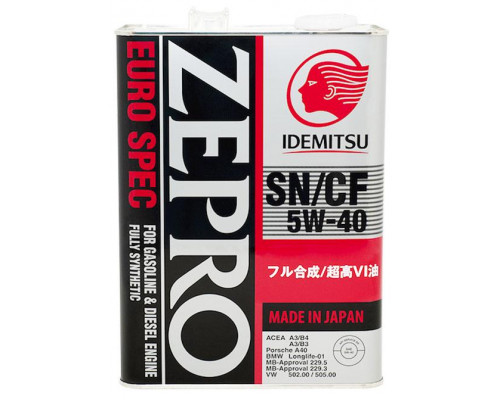 ZEPRO
EURO SPEC
FOR GASOLINE & DIESEL ENGINE
FULLY SYNTHETIC
IDEMITSU
SN/CF
5W-40
フル合成/超高VI油
MADE IN JAPAN
ACEA A3/B4
A3/B3
Porsche A40
BMW Longlife-01
MB-Approval 229.5
MB-Approval 229.3
VW 502.00 / 505.00